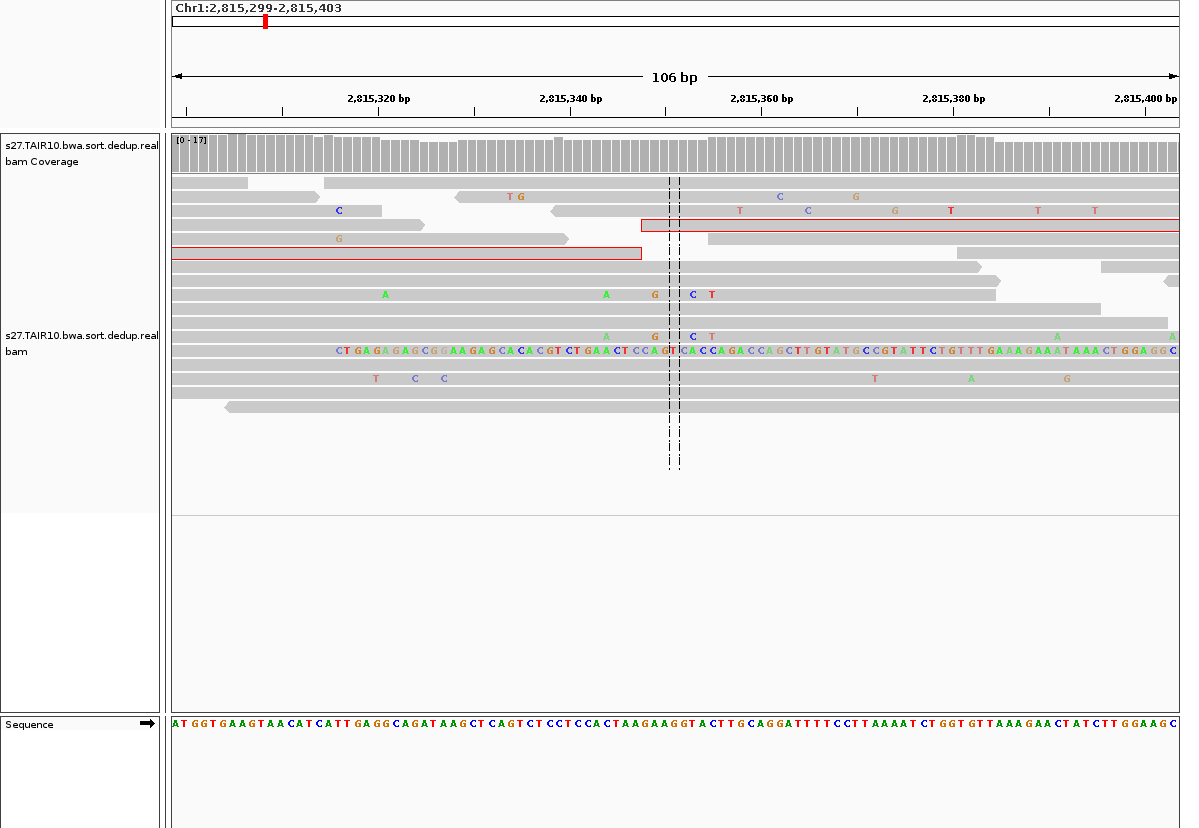 Chr1:2,815,299-2,815,403
106 bp
2,815,320 bp 2,815,340 bp 2,815,360 bp 2,815,380 bp 2,815,400 bp
s27.TAIR10.bwa.sort.dedup.real
bam Coverage
[0 - 17]
T G C G
C T C G T T T
G
A A G C T
s27.TAIR10.bwa.sort.dedup.real
bam
A G C T A A
CTGAGAGAGCGGAAGAGCACACGTCTGAACTCCAGTCACCAGACCAGCTTGTATGCCGTATTCTGTTTGAAAGAAATAAACTGGAGGC
T C C T A G
Sequence
ATGGTGAAGTAACATCATTGAGGCAGATAAGCTCAGTCTCCTCCACTAAGAAGGTACTTGCAGGATTTTCCTTAAAATCTGGTGTTAAAGAACTATCTTGGAAGC